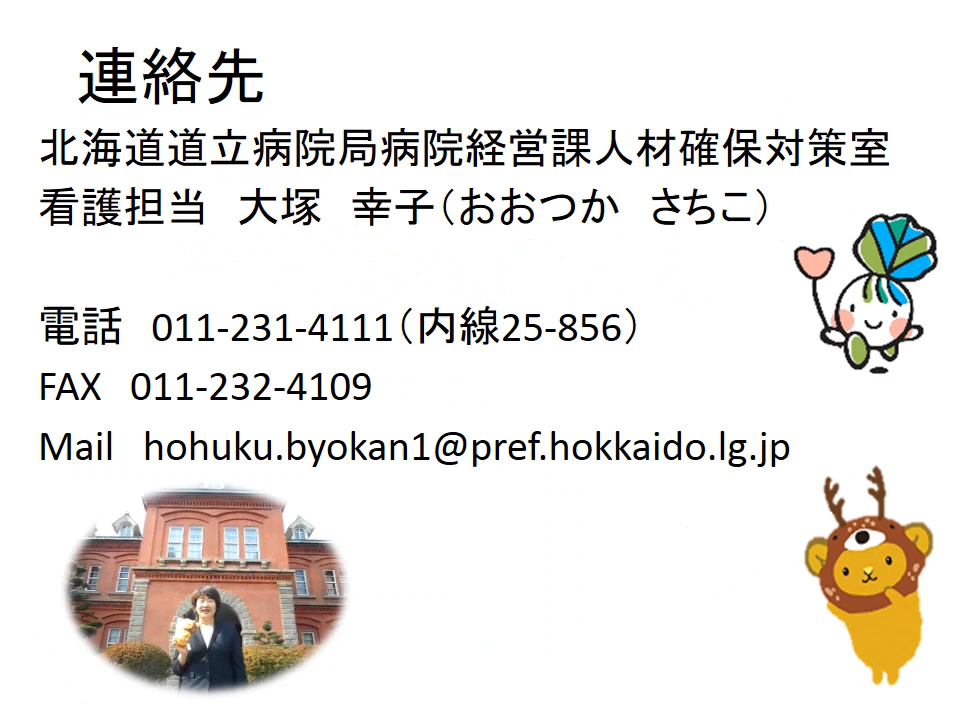 連絡先
北海道道立病院局病院経営課人材確保対策室
看護担当　大塚　幸子（おおつか　さちこ）
電話　011-231-4111（内線25-856）
FAX　011-232-4109
Mail　hohuku.byokan1@pref.hokkaido.lg.jp